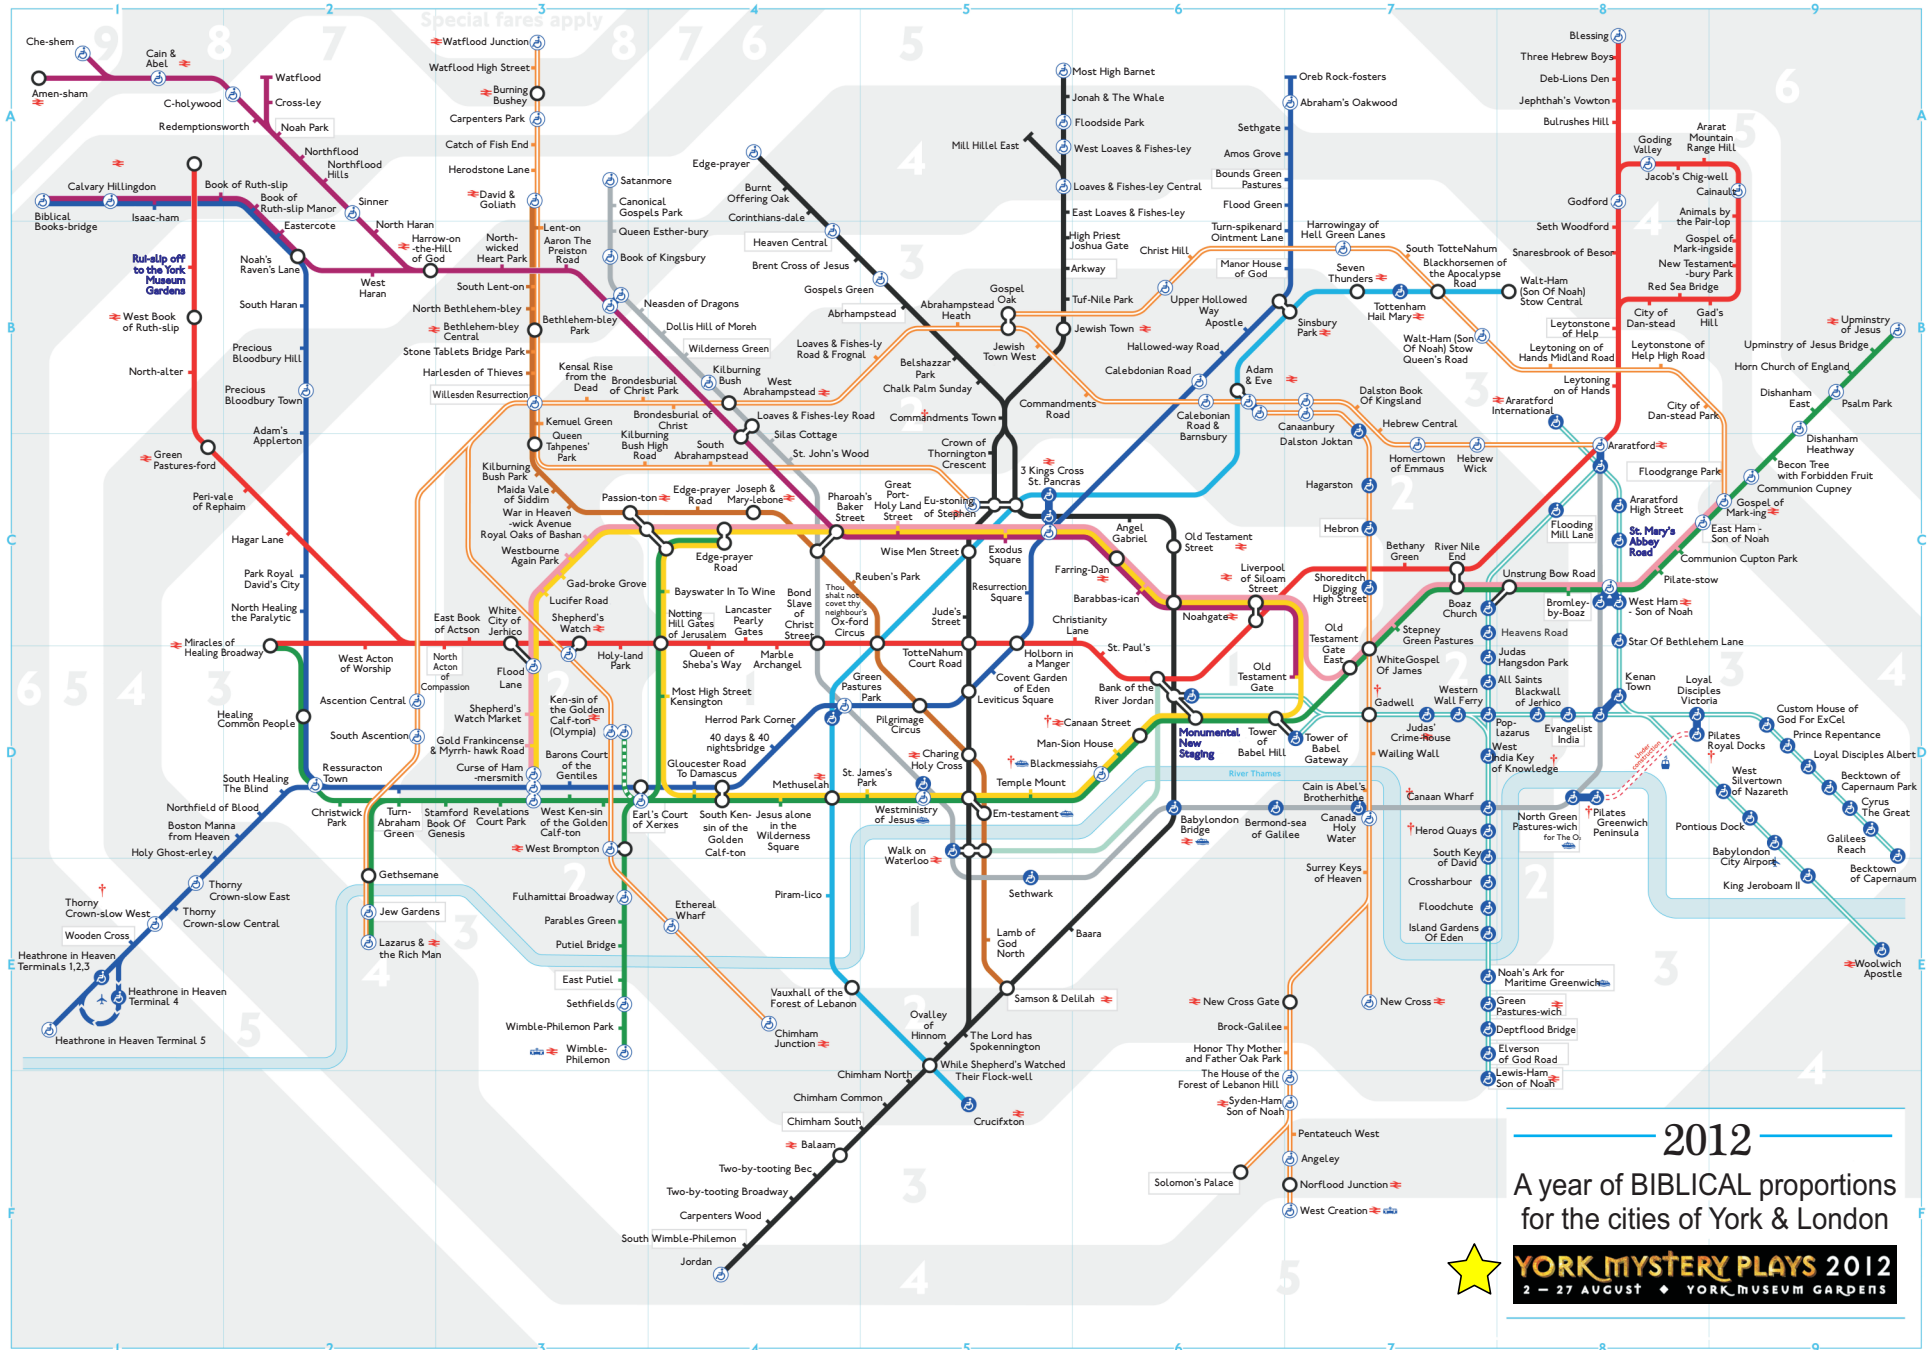 Special fares apply
Che-shem
Cain &
Abel
Amen-sham
C-holywood
Redemptionsworth
Watflood
Cross-ley
Noah Park
Northflood
Northflood
Hills
Sinner
North Haran
Harrow-on
-the-Hill
of God
Calvary Hillingdon
Biblical
Books-bridge
Isaac-ham
Book of Ruth-slip
Book of
Ruth-slip Manor
Eastercote
Noah's
Raven's Lane
West
Haran
North-
wicked
Heart Park
Aaron The
Preiston
Road
Rui-slip off
to the York
Museum
Gardens
West Book
of Ruth-slip
North-alter
Green
Pastures-ford
Peri-vale
of Rephaim
Hagar Lane
South Haran
Precious
Bloodbury Hill
Precious
Bloodbury Town
Adam's
Applerton
Park Royal
David's City
North Healing
the Paralytic
Miracles of
Healing Broadway
West Acton
of Worship
North
Acton
of
Compassion
East Book
of Actson
White
City of
Jerhico
Shepherd's
Watch
Holy-land
Park
Healing
Common People
Ascention Central
South Ascention
Watflood Junction
Watflood High Street
Burning
Bushey
Carpenters Park
Catch of Fish End
Herodstone Lane
David &
Goliath
Lent-on
South Lent-on
North Bethlehem-bley
Bethlehem-bley
Central
Stone Tablets Bridge Park
Harlesden of Thieves
Willesden Resurrection
Kemuel Green
Queen
Tahpenes'
Park
Kilburning
Bush Park
Maida Vale
of Siddim
War in Heaven
-wick Avenue
Royal Oaks of Bashan
Westbourne
Again Park
Gad-broke Grove
Lucifer Road
Satanmore
Canonical
Gospels Park
Queen Esther-bury
Book of Kingsbury
Neasden of Dragons
Bethlehem-bley
Park
Dollis Hill of Moreh
Wilderness Green
Kilburning
Bush
West
Abrahampstead
Kensal Rise
from the
Dead
Brondesburial
of Christ Park
Brondesburial of
Christ
Kilburning
Bush High
Road
South
Abrahampstead
Loaves & Fishes-ley Road
Silas Cottage
St. John's Wood
Edge-prayer
Burnt
Offering Oak
Corinthians-dale
Heaven Central
Brent Cross of Jesus
Gospels Green
Abrhampstead
Loaves & Fishes-ly
Road & Frognal
Belshazzar
Park
Chalk Palm Sunday
Commandments Town
Abrahampstead
Heath
Gospel
Oak
Jewish
Town West
Commandments
Road
Crown of
Thornington
Crescent
Most High Barnet
Jonah & The Whale
Floodside Park
West Loaves & Fishes-ley
Mill Hillel East
Loaves & Fishes-ley Central
East Loaves & Fishes-ley
High Priest
Joshua Gate
Arkway
Tuf-Nile Park
Jewish Town
Oreb Rock-fosters
Abraham's Oakwood
Sethgate
Amos Grove
Bounds Green
Pastures
Flood Green
Turn-spikenard
Ointment Lane
Manor House
of God
Christ Hill
Harrowingay of
Hell Green Lanes
South TotteNahum
Seven
Thunders
Tottenham
Hail Mary
Blackhorsemen of
the Apocalypse
Road
Walt-Ham
(Son Of Noah)
Stow Central
Upper Hollowed
Way
Apostle
Sinsbury
Park
Hallowed-way Road
Calebdonian Road
Adam
& Eve
Calebonian
Road &
Barnsbury
Canaanbury
Dalston Book
Of Kingsland
Dalston Joktan
Hebrew Central
Homertown
of Emmaus
Hebrew
Wick
Walt-Ham (Son
Of Noah) Stow
Queen's Road
Leytoning on of
Hands Midland Road
Leytonstone of
Help High Road
City of
Dan-stead Park
Blessing
Three Hebrew Boys
Deb-Lions Den
Jephthah's Vowton
Bulrushes Hill
Goding
Valley
Ararat
Mountain
Range Hill
Jacob's Chig-well
Cainault
Godford
Seth Woodford
Snaresbrook of Besor
Animals by
the Pair-lop
Gospel of
Mark-ingside
New Testament
-bury Park
Red Sea Bridge
City of
Dan-stead
Gad's
Hill
Leytonstone
of Help
Leytoning
on of Hands
Upminstry
of Jesus
Upminstry of Jesus Bridge
Horn Church of England
Dishanham
East
Psalm Park
Dishanham
Heathway
Becon Tree
with Forbidden Fruit
Communion Cupney
Floodgrange Park
Gospel of
Mark-ing
East Ham -
Son of Noah
Communion Cupton Park
Pilate-stow
Araratford
International
Araratford
Araratford
High Street
St. Mary's
Abbey
Road
Flooding
Mill Lane
Unstrung Bow Road
Bromley-
by-Boaz
West Ham
- Son of Noah
Star Of Bethlehem Lane
River Nile
End
Bethany
Green
Boaz
Church
Stepney
Green Pastures
WhiteGospel
Of James
Hagarston
Hebron
Shoreditch
Digging
High Street
Passion-ton
Edge-prayer
Road
Joseph &
Mary-lebone
Edge-prayer
Road
Pharoah's
Baker
Street
Great
Port-
Holy Land
Street
Eu-stoning
of Stephen
3 Kings Cross
St. Pancras
Angel
Gabriel
Old Testament
Street
Wise Men Street
Exodus
Square
Farring-Dan
Barabbas-ican
Liverpool
of Siloam
Street
Noahgate
Reuben's Park
Thou
shalt not
covet thy
neighbour's
Ox-ford
Circus
Bond
Slave
of
Christ
Street
Resurrection
Square
Jude's
Street
Bayswater In To Wine
Notting
Hill Gates
of Jerusalem
Lancaster
Pearly
Gates
Queen of
Sheba's Way
Marble
Archangel
TotteNahum
Court Road
Holborn in
a Manger
Covent Garden
of Eden
Leviticus Square
Christianity
Lane
St. Paul's
Bank of the
River Jordan
Old
Testament
Gate
East
Old
Testament
Gate
Flood
Lane
Shepherd's
Watch Market
Gold Frankincense
& Myrrh- hawk Road
Curse of Ham
-mersmith
Most High Street
Kensington
Ken-sin of
the Golden
Calf-ton
(Olympia)
Barons Court
of the
Gentiles
Gloucester Road
To Damascus
Herrod Park Corner
40 days & 40
nightsbridge
Green
Pastures
Park
Pilgrimage
Circus
Charing
Holy Cross
Methuselah
St. James's
Park
Westministry
of Jesus
Temple Mount
Blackmessiahs
Man-Sion House
Canaan Street
Monumental
New
Staging
Tower
of
Babel Hill
Tower of
Babel
Gateway
River Thames
Em-testament
Walk on
Waterloo
Sethwark
Babylondon
Bridge
Bermond-sea
of Galilee
Cain is Abel's
Brotherhithe
Canada
Holy
Water
Surrey Keys
of Heaven
Gadwell
Wailing Wall
Judas'
Crime-house
Western
Wall Ferry
Heavens Road
Judas
Hangsdon Park
All Saints
Blackwall
of Jerhico
Pop-
lazarus
West
India Key
of Knowledge
Evangelist
India
Kenan
Town
Loyal
Disciples
Victoria
Pilates
Royal Docks
Under
construction
Custom House of
God For ExCel
Prince Repentance
Loyal Disciples Albert
Becktown of
Capernaum Park
Cyrus
The Great
Galilees
Reach
Becktown
of Capernaum
West
Silvertown
of Nazareth
Pontious Dock
Babylondon
City Airport
King Jeroboam II
Woolwich
Apostle
Canaan Wharf
Herod Quays
South Key
of David
Crossharbour
Floodchute
Island Gardens
Of Eden
North Green
Pastures-wich
for The O2
Pilates
Greenwich
Peninsula
Noah's Ark for
Maritime Greenwich
Green
Pastures-wich
Deptflood Bridge
Elverson
of God Road
Lewis-Ham
Son of Noah
South Healing
The Blind
Ressuracton
Town
Northfield of Blood
Boston Manna
from Heaven
Holy Ghost-erley
Thorny
Crown-slow East
Thorny
Crown-slow Central
Thorny
Crown-slow West
Wooden Cross
Heathrone in Heaven
Terminals 1,2,3
Heathrone in Heaven
Terminal 4
Heathrone in Heaven Terminal 5
Christwick
Park
Turn-
Abraham
Green
Stamford
Book Of
Genesis
Revelations
Court Park
West Ken-sin
of the Golden
Calf-ton
Earl's Court
of Xerxes
South Ken-
sin of the
Golden
Calf-ton
Jesus alone
in the
Wilderness
Square
Gethsemane
Jew Gardens
Lazarus &
the Rich Man
West Brompton
Fulhamittai Broadway
Parables Green
Putiel Bridge
East Putiel
Sethfields
Wimble-Philemon Park
Wimble-
Philemon
Ethereal
Wharf
Chimham
Junction
Piram-lico
Vauxhall of the
Forest of Lebanon
Lamb of
God
North
Baara
Samson & Delilah
Ovalley
of
Hinnom
The Lord has
Spokennington
While Shepherd's Watched
Their Flock-well
Crucifxton
Chimham North
Chimham Common
Chimham South
Balaam
Two-by-tooting Bec
Two-by-tooting Broadway
Carpenters Wood
South Wimble-Philemon
Jordan
New Cross Gate
New Cross
Brock-Galilee
Honor Thy Mother
and Father Oak Park
The House of the
Forest of Lebanon Hill
Syden-Ham
Son of Noah
Pentateuch West
Angeley
Solomon's Palace
Norflood Junction
West Creation
2012
A year of BIBLICAL proportions
for the cities of York & London
YORK MYSTERY PLAYS 2012
2 – 27 AUGUST ◆ YORK MUSEUM GARDENS